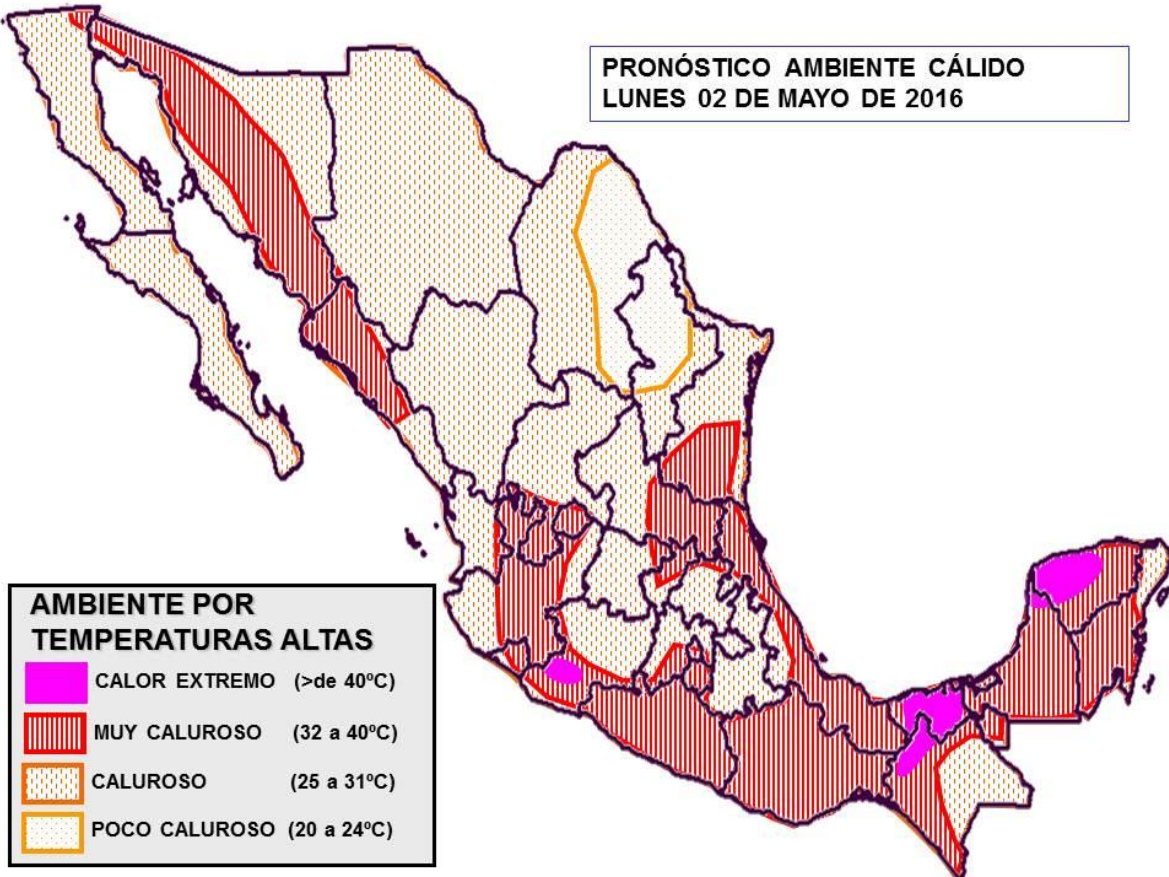 PRONÓSTICO AMBIENTE CÁLIDO
LUNES 02 DE MAYO DE 2016
AMBIENTE POR
TEMPERATURAS ALTAS
CALOR EXTREMO (>de 40ºC)
MUY CALUROSO (32 a 40ºC)
CALUROSO (25 a 31ºC)
POCO CALUROSO (20 a 24ºC)